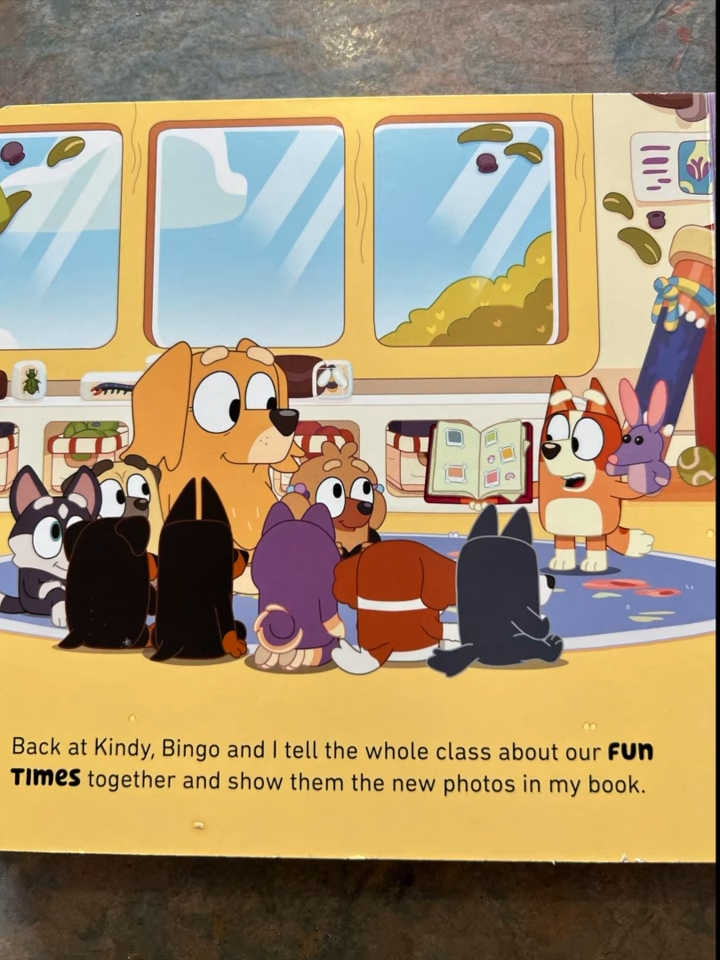 Back at Kindy, Bingo and I tell the whole class about our FUN
TIMES together and show them the new photos in my book.